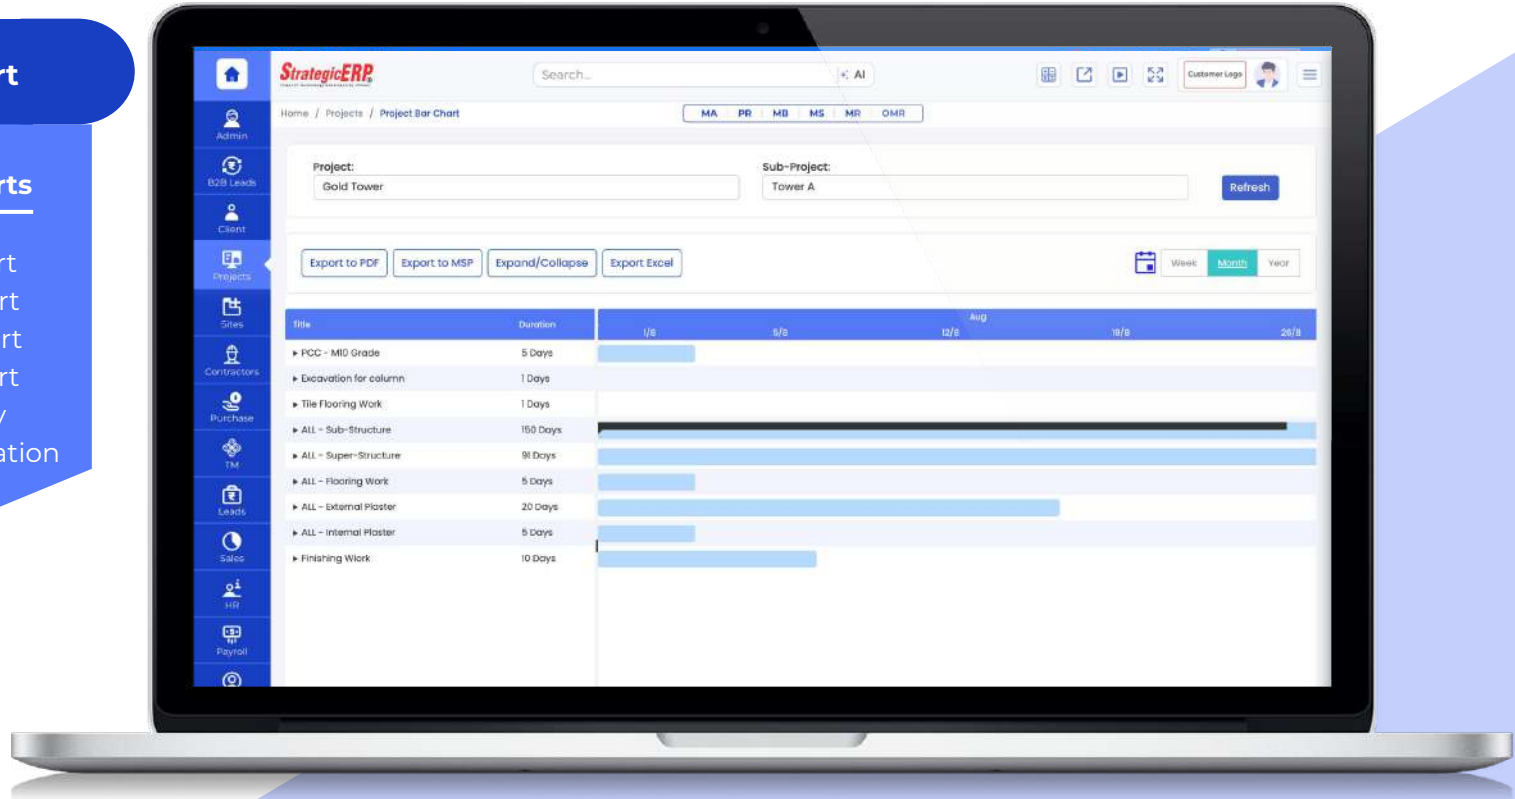 rt
rts
rt
rt
rt
rt
y
ation
StrategicERP
Search...
AI
Customer Logo
Home / Projects / Project Bar Chart
MA PR MB MS MR OMR
Admin
B2B Leads
Client
Projects
Sites
Contractors
Purchase
TM
Leads
Sales
HR
Payroll
Project:
Sub-Project:
Gold Tower
Tower A
Refresh
Export to PDF
Export to MSP
Expand/Collapse
Export Excel
Week
Month
Year
Title
Duration
Aug
1/8
5/8
12/8
19/8
26/8
PCC - M10 Grade 5 Days
Excavation for column 1 Days
Tile Flooring Work 1 Days
ALL - Sub-Structure 150 Days
ALL - Super-Structure 91 Days
ALL - Flooring Work 5 Days
ALL - External Plaster 20 Days
ALL - Internal Plaster 5 Days
Finishing Wiork 10 Days